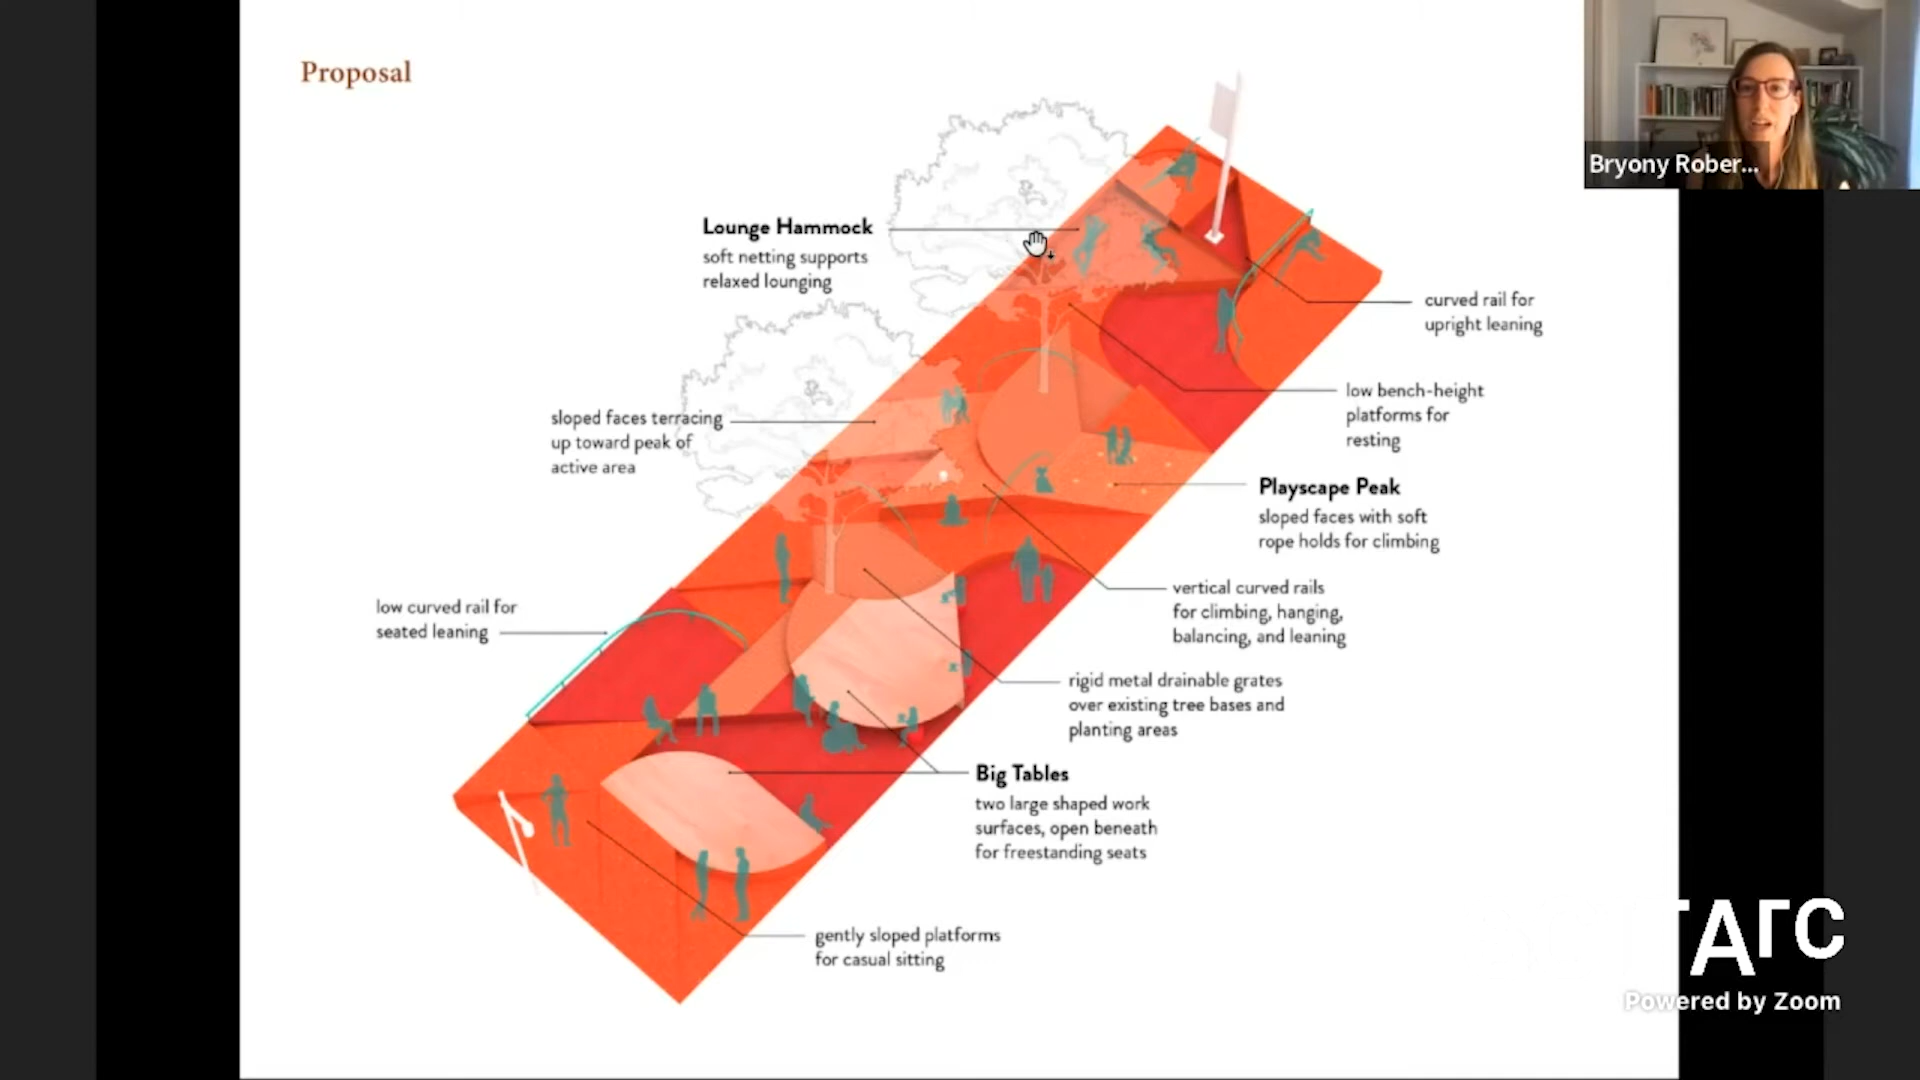 Proposal
Bryony Rober...
Lounge Hammock
soft netting supports
relaxed lounging
curved rail for
upright leaning
low bench-height
platforms for
resting
sloped faces terracing
up toward peak of
active area
Playscape Peak
sloped faces with soft
rope holds for climbing
vertical curved rails
for climbing, hanging,
balancing, and leaning
low curved rail for
seated leaning
rigid metal drainable grates
over existing tree bases and
planting areas
Big Tables
two large shaped work
surfaces, open beneath
for freestanding seats
gently sloped platforms
for casual sitting
Powered by Zoom